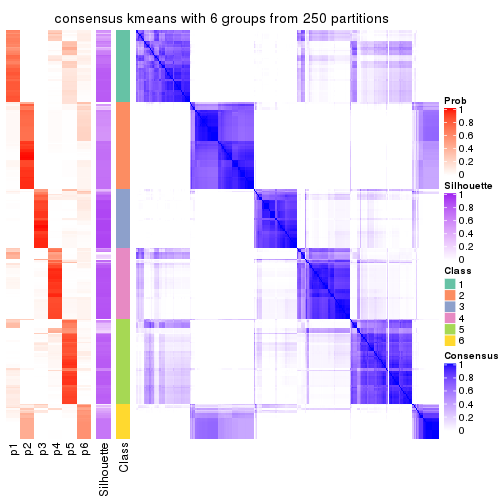 consensus kmeans with 6 groups from 250 partitions
Prob
1
0.8
0.6
0.4
0.2
0
Silhouette
1
0.8
0.6
0.4
0.2
0
Class
1
2
3
4
5
6
Consensus
1
0.8
0.6
0.4
0.2
0
p1
p2
p3
p4
p5
p6
Silhouette
Class